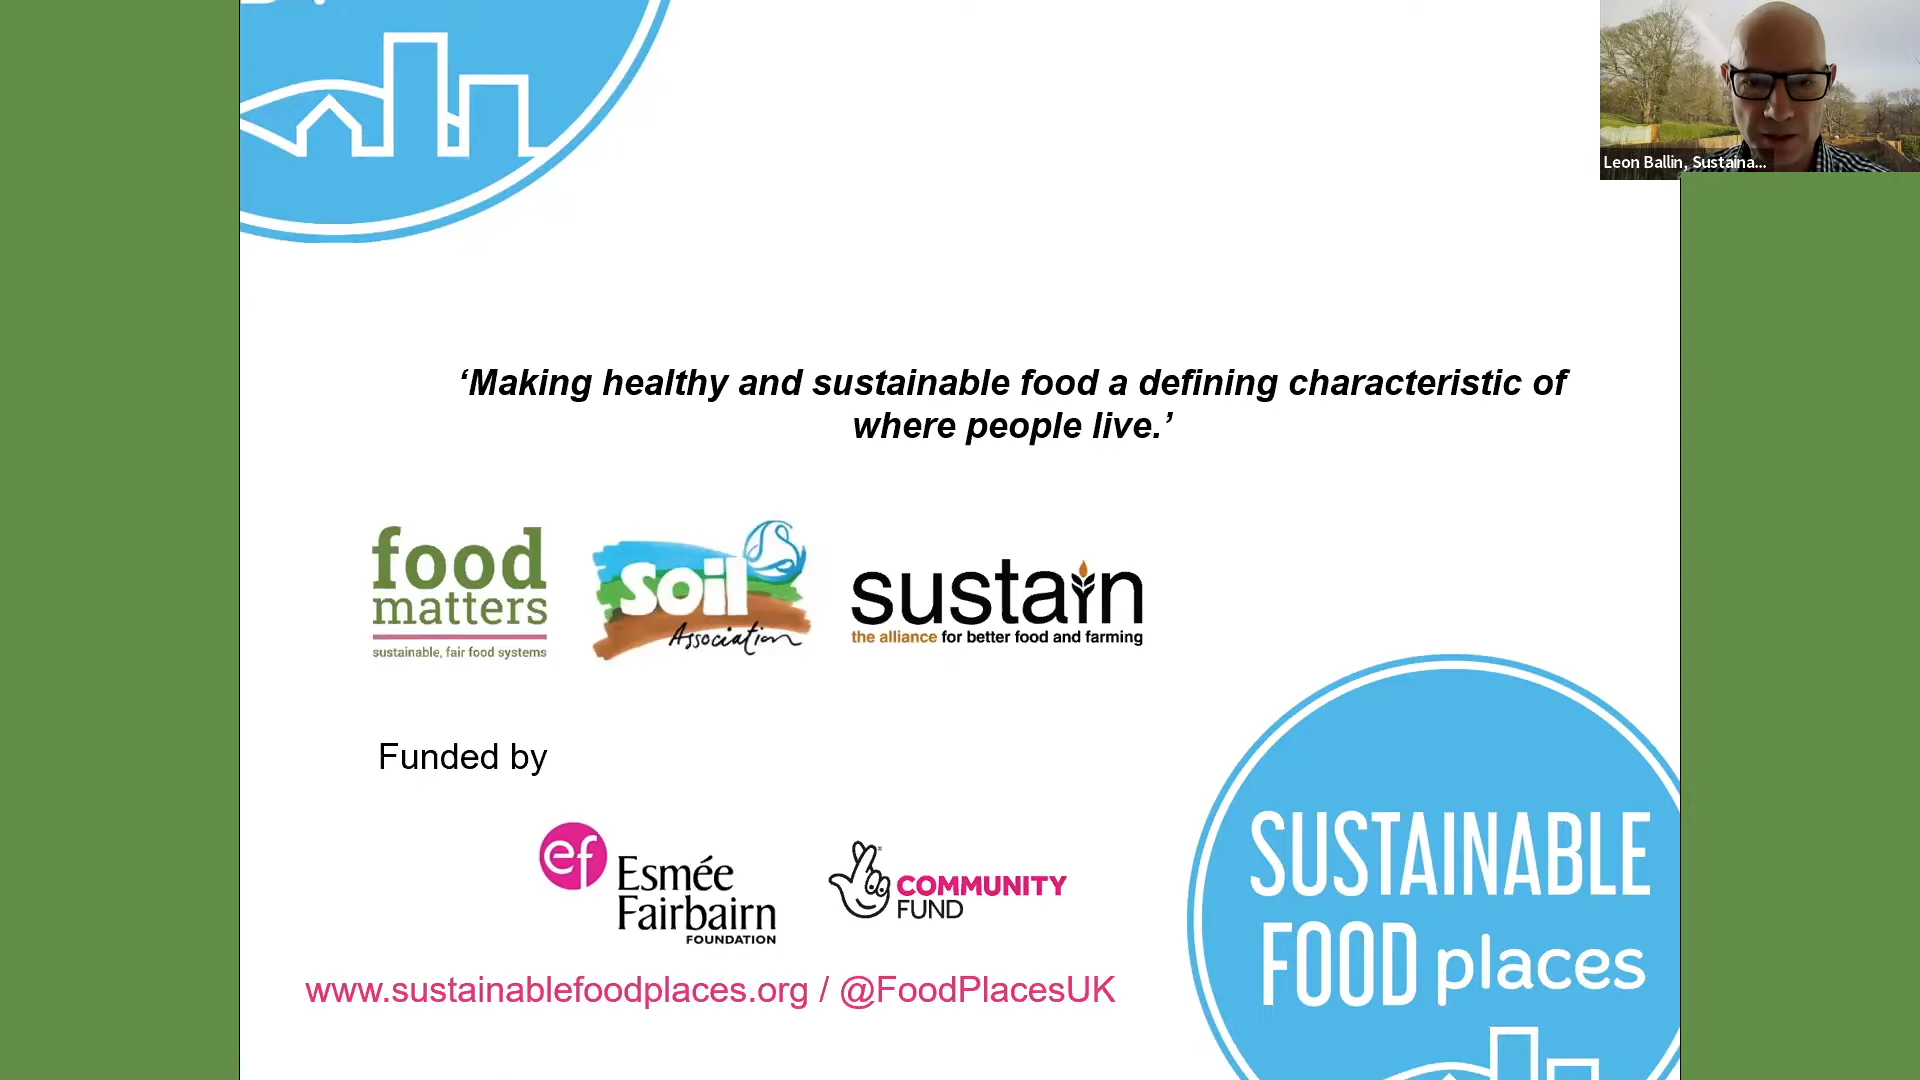 Leon Ballin, Sustaina...
‘Making healthy and sustainable food a defining characteristic of
where people live.’
food
matters
sustainable, fair food systems
soil
Association
sustain
the alliance for better food and farming
Funded by
ef
Esmée
Fairbairn
FOUNDATION
COMMUNITY
FUND
www.sustainablefoodplaces.org / @FoodPlacesUK
SUSTAINABLE
FOOD places